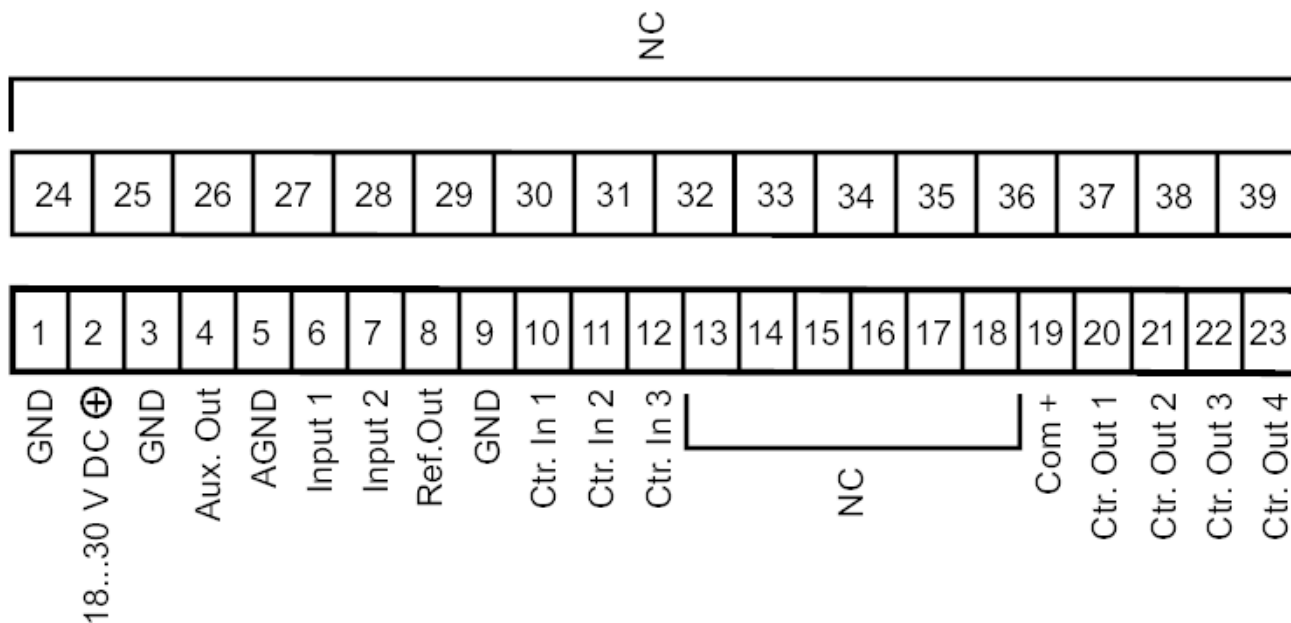 NC
24 25 26 27 28 29 30 31 32 33 34 35 36 37 38 39
1 2 3 4 5 6 7 8 9 10 11 12 13 14 15 16 17 18 19 20 21 22 23
GND
18...30 V DC ⊕
GND
Aux. Out
AGND
Input 1
Input 2
Ref.Out
GND
Ctr. In 1
Ctr. In 2
Ctr. In 3
NC
Com +
Ctr. Out 1
Ctr. Out 2
Ctr. Out 3
Ctr. Out 4